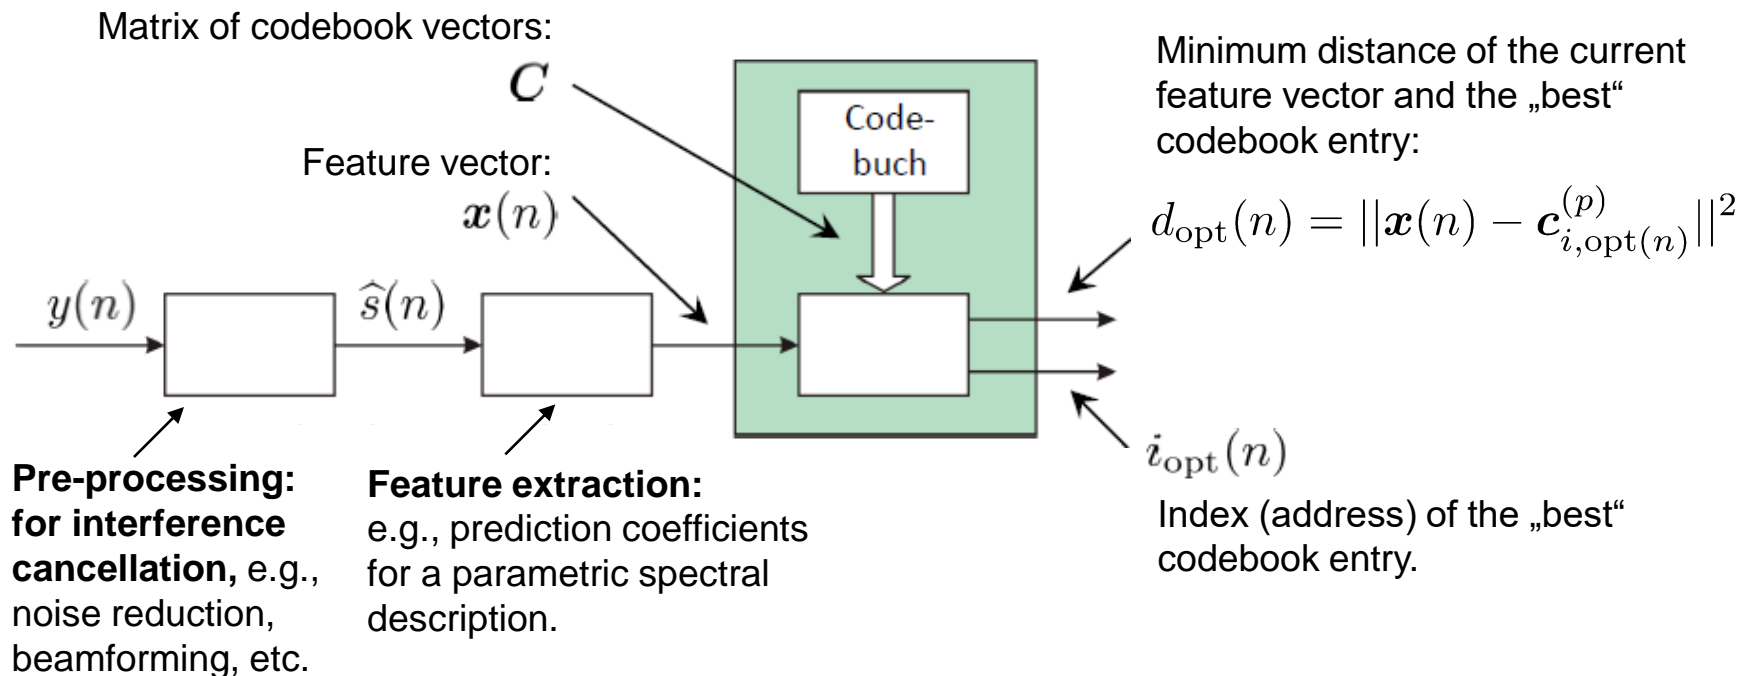 Matrix of codebook vectors:
C
Feature vector:
x(n)
y(n)
ŝ(n)
Code-
buch
Minimum distance of the current
feature vector and the „best“
codebook entry:
d_opt(n) = ||x(n) − c_{i,opt(n)}^{(p)}||^2
i_opt(n)
Index (address) of the „best“
codebook entry.
Pre-processing:
for interference
cancellation, e.g.,
noise reduction,
beamforming, etc.
Feature extraction:
e.g., prediction coefficients
for a parametric spectral
description.